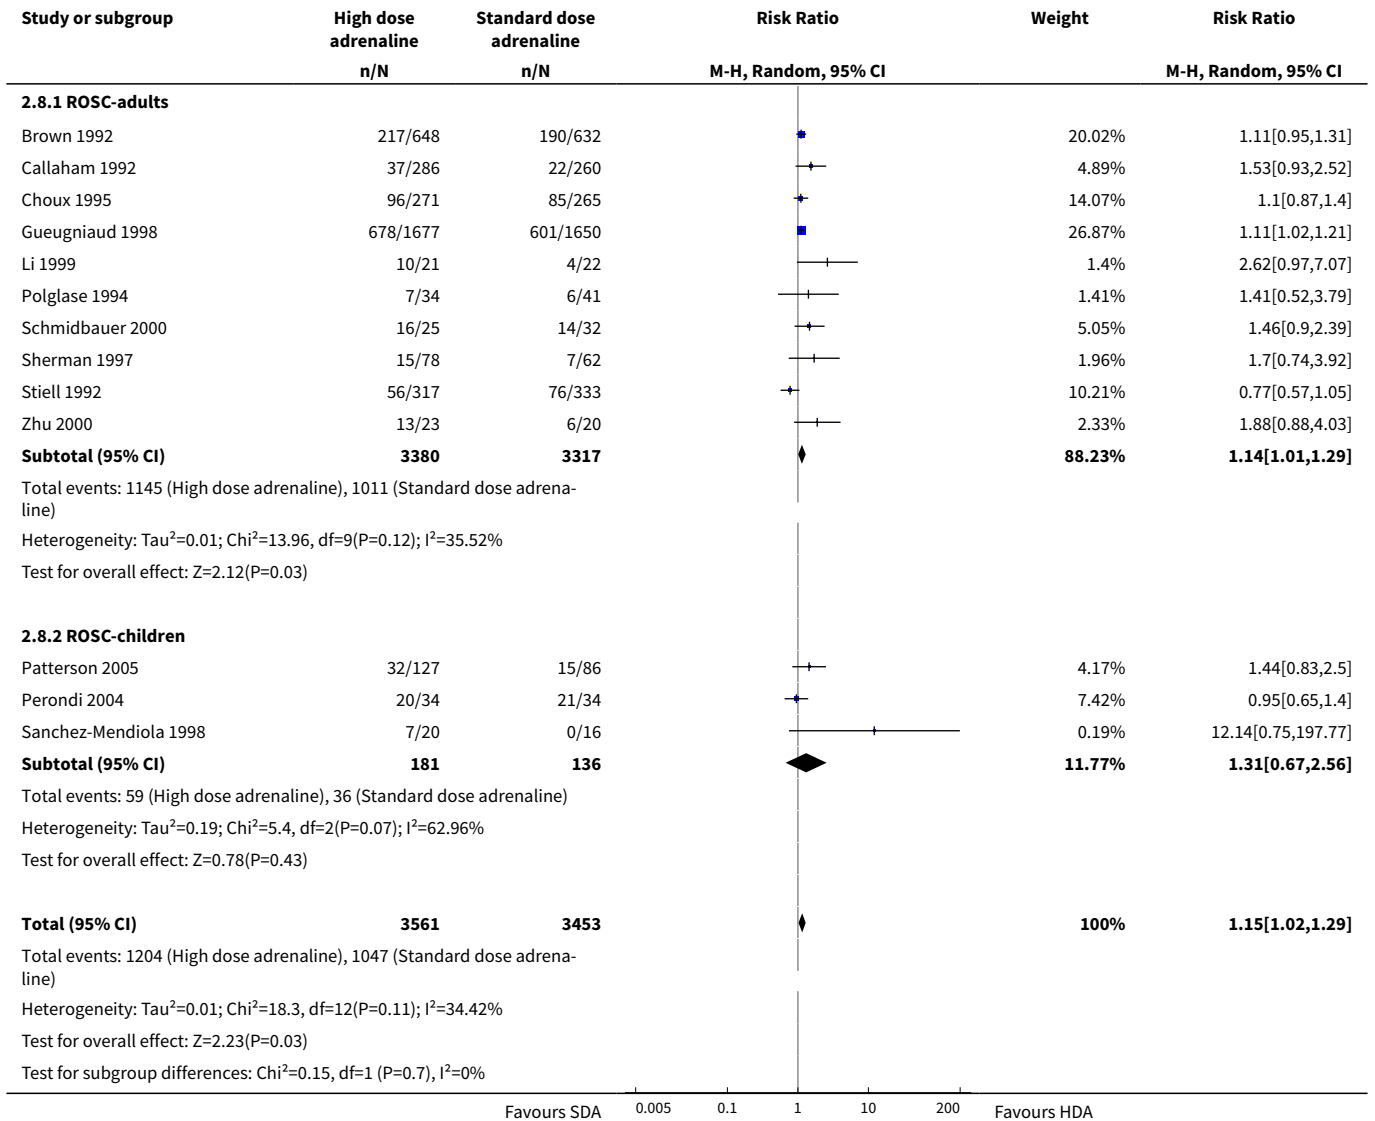 Study or subgroup High dose adrenaline Standard dose adrenaline Risk Ratio Weight Risk Ratio
n/N n/N M-H, Random, 95% CI M-H, Random, 95% CI
2.8.1 ROSC-adults
Brown 1992 217/648 190/632 20.02% 1.11[0.95,1.31]
Callaham 1992 37/286 22/260 4.89% 1.53[0.93,2.52]
Choux 1995 96/271 85/265 14.07% 1.1[0.87,1.4]
Gueugniaud 1998 678/1677 601/1650 26.87% 1.11[1.02,1.21]
Li 1999 10/21 4/22 1.4% 2.62[0.97,7.07]
Polglase 1994 7/34 6/41 1.41% 1.41[0.52,3.79]
Schmidbauer 2000 16/25 14/32 5.05% 1.46[0.9,2.39]
Sherman 1997 15/78 7/62 1.96% 1.7[0.74,3.92]
Stiell 1992 56/317 76/333 10.21% 0.77[0.57,1.05]
Zhu 2000 13/23 6/20 2.33% 1.88[0.88,4.03]
Subtotal (95% CI) 3380 3317 88.23% 1.14[1.01,1.29]
Total events: 1145 (High dose adrenaline), 1011 (Standard dose adrena-
line)
Heterogeneity: Tau²=0.01; Chi²=13.96, df=9(P=0.12); I²=35.52%
Test for overall effect: Z=2.12(P=0.03)
2.8.2 ROSC-children
Patterson 2005 32/127 15/86 4.17% 1.44[0.83,2.5]
Perondi 2004 20/34 21/34 7.42% 0.95[0.65,1.4]
Sanchez-Mendiola 1998 7/20 0/16 0.19% 12.14[0.75,197.77]
Subtotal (95% CI) 181 136 11.77% 1.31[0.67,2.56]
Total events: 59 (High dose adrenaline), 36 (Standard dose adrenaline)
Heterogeneity: Tau²=0.19; Chi²=5.4, df=2(P=0.07); I²=62.96%
Test for overall effect: Z=0.78(P=0.43)
Total (95% CI) 3561 3453 100% 1.15[1.02,1.29]
Total events: 1204 (High dose adrenaline), 1047 (Standard dose adrena-
line)
Heterogeneity: Tau²=0.01; Chi²=18.3, df=12(P=0.11); I²=34.42%
Test for overall effect: Z=2.23(P=0.03)
Test for subgroup differences: Chi²=0.15, df=1 (P=0.7), I²=0%
Favours SDA 0.005 0.1 1 10 200 Favours HDA